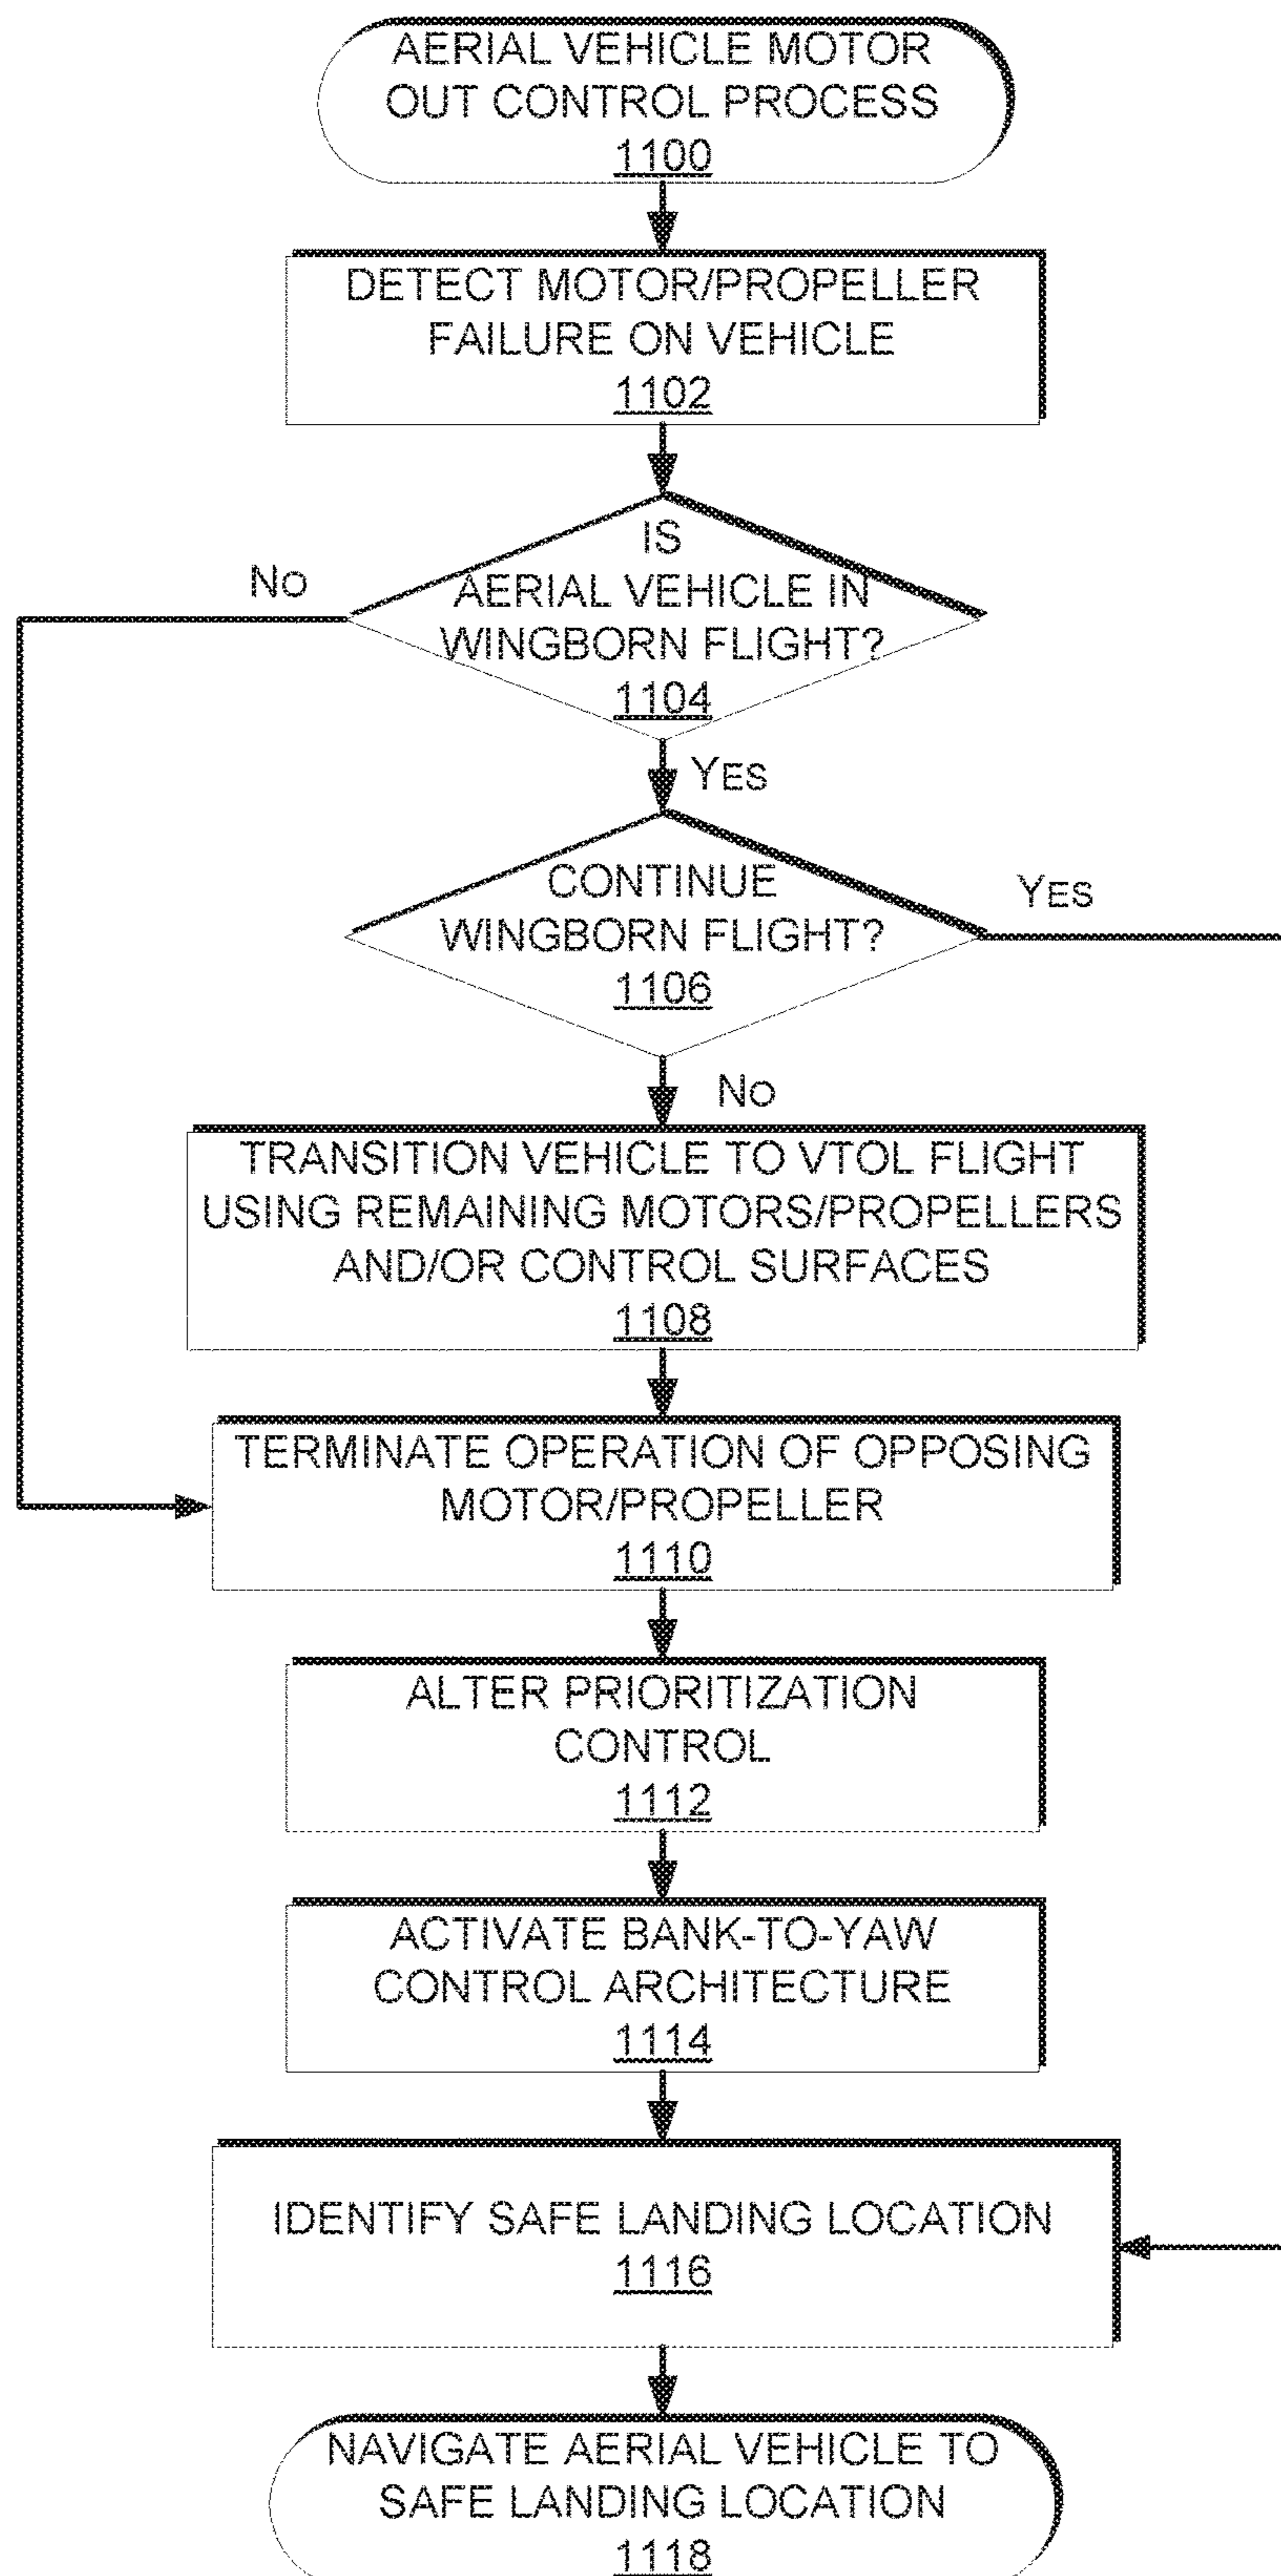 AERIAL VEHICLE MOTOR
OUT CONTROL PROCESS
1100
DETECT MOTOR/PROPELLER
FAILURE ON VEHICLE
1102
IS
AERIAL VEHICLE IN
WINGBORN FLIGHT?
1104
NO
YES
CONTINUE
WINGBORN FLIGHT?
1106
YES
NO
TRANSITION VEHICLE TO VTOL FLIGHT
USING REMAINING MOTORS/PROPELLERS
AND/OR CONTROL SURFACES
1108
TERMINATE OPERATION OF OPPOSING
MOTOR/PROPELLER
1110
ALTER PRIORITIZATION
CONTROL
1112
ACTIVATE BANK-TO-YAW
CONTROL ARCHITECTURE
1114
IDENTIFY SAFE LANDING LOCATION
1116
NAVIGATE AERIAL VEHICLE TO
SAFE LANDING LOCATION
1118